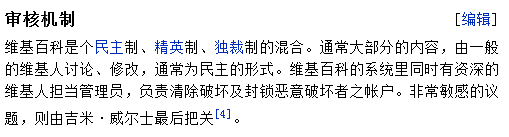 审核机制 [编辑]
维基百科是个民主制、精英制、独裁制的混合。通常大部分的内容，由一般
的维基人讨论、修改，通常为民主的形式。维基百科的系统里同时有资深的
维基人担当管理员，负责清除破坏及封锁恶意破坏者之帐户。非常敏感的议
题，则由吉米·威尔士最后把关[4]。